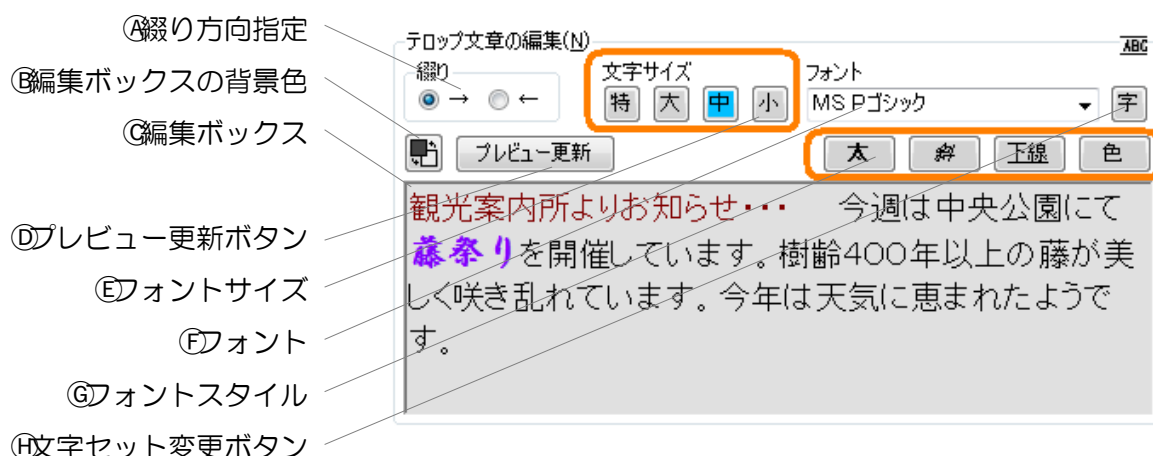 Ⓐ綴り方向指定
Ⓑ編集ボックスの背景色
Ⓒ編集ボックス
Ⓓプレビュー更新ボタン
Ⓔフォントサイズ
Ⓕフォント
Ⓖフォントスタイル
Ⓗ文字セット変更ボタン
テロップ文章の編集(N)
ABC
綴り
→ ←
文字サイズ
特 大 中 小
フォント
MS Pゴシック
字
プレビュー更新
太 斜 下線 色
観光案内所よりお知らせ・・・　今週は中央公園にて
藤祭りを開催しています。樹齢400年以上の藤が美
しく咲き乱れています。今年は天気に恵まれたようで
す。